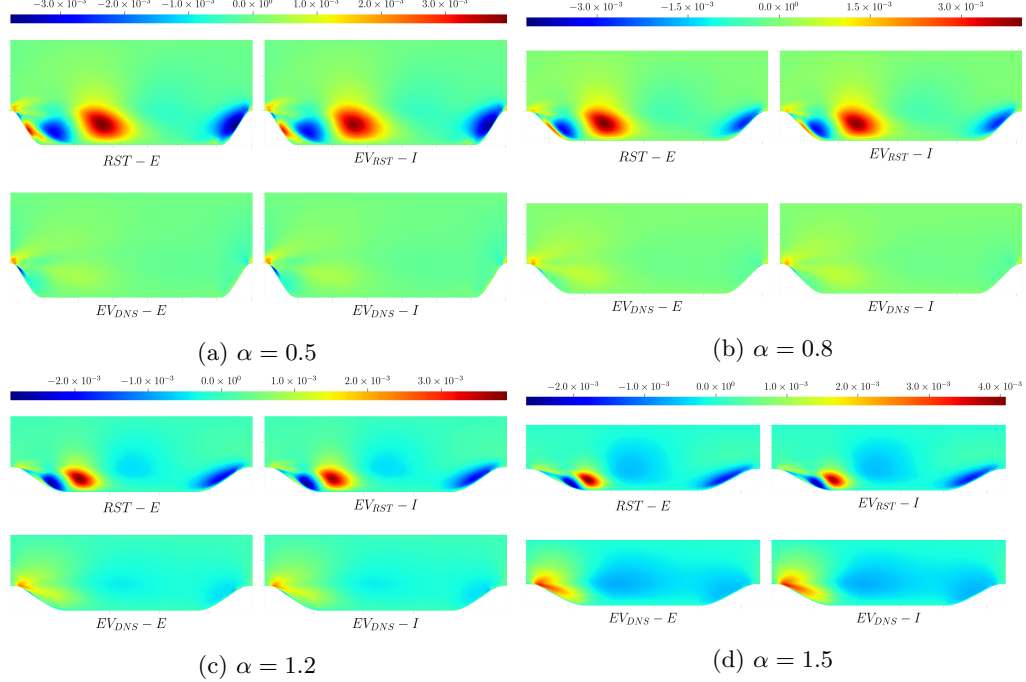 −3.0 × 10⁻³ −2.0 × 10⁻³ −1.0 × 10⁻³ 0.0 × 10⁰ 1.0 × 10⁻³ 2.0 × 10⁻³ 3.0 × 10⁻³
−3.0 × 10⁻³ −1.5 × 10⁻³ 0.0 × 10⁰ 1.5 × 10⁻³ 3.0 × 10⁻³
RST − E
EV_RST − I
RST − E
EV_RST − I
EV_DNS − E
EV_DNS − I
EV_DNS − E
EV_DNS − I
(a) α = 0.5
(b) α = 0.8
−2.0 × 10⁻³ −1.0 × 10⁻³ 0.0 × 10⁰ 1.0 × 10⁻³ 2.0 × 10⁻³ 3.0 × 10⁻³
−2.0 × 10⁻³ −1.0 × 10⁻³ 0.0 × 10⁰ 1.0 × 10⁻³ 2.0 × 10⁻³ 3.0 × 10⁻³ 4.0 × 10⁻³
RST − E
EV_RST − I
RST − E
EV_RST − I
EV_DNS − E
EV_DNS − I
EV_DNS − E
EV_DNS − I
(c) α = 1.2
(d) α = 1.5